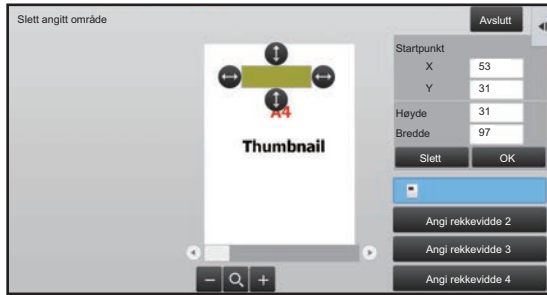 Slett angitt område
Avslutt
Startpunkt
X 53
Y 31
Høyde 31
Bredde 97
Slett OK
A4
Thumbnail
Angi rekkevidde 2
Angi rekkevidde 3
Angi rekkevidde 4